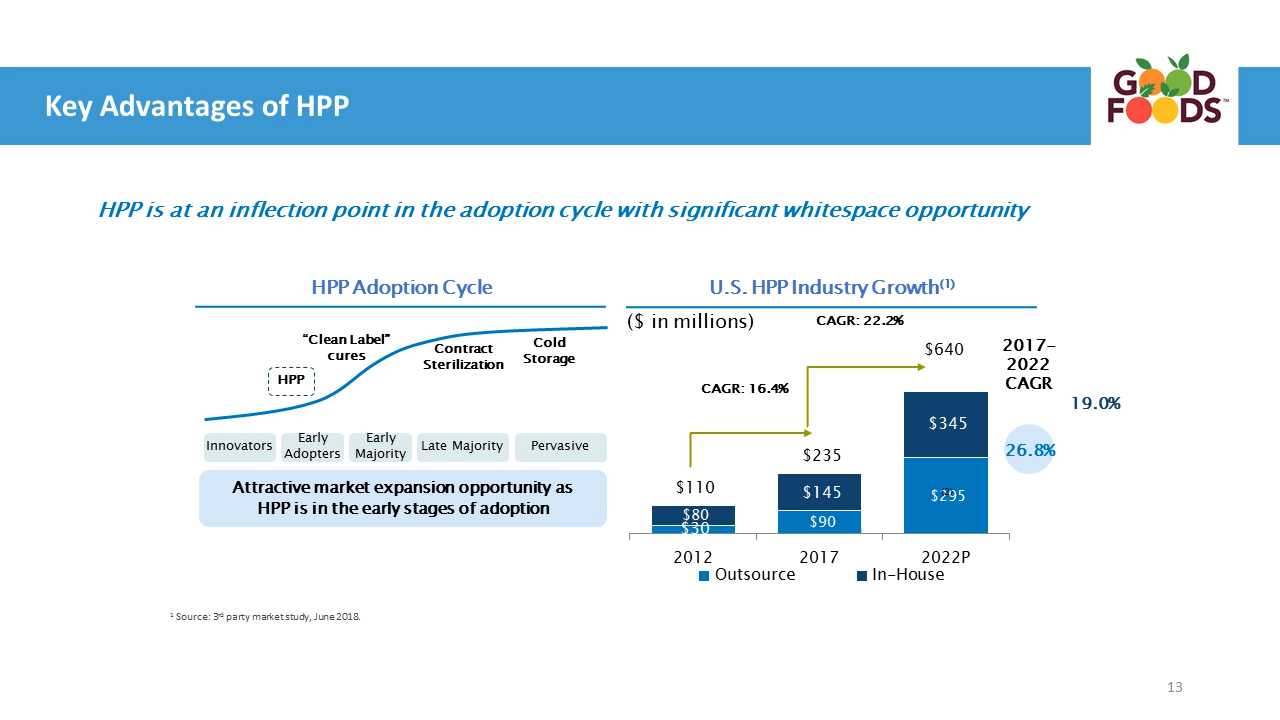 Key Advantages of HPP
GOOD
FOODS™
HPP is at an inflection point in the adoption cycle with significant whitespace opportunity
HPP Adoption Cycle
“Clean Label”
cures
HPP
Contract
Sterilization
Cold
Storage
Innovators
Early
Adopters
Early
Majority
Late Majority
Pervasive
Attractive market expansion opportunity as
HPP is in the early stages of adoption
U.S. HPP Industry Growth(1)
($ in millions)
CAGR: 22.2%
CAGR: 16.4%
$640
$235
$110
2017-
2022
CAGR
19.0%
26.8%
$345
$295
$145
$90
$80
$30
2012 2017 2022P
Outsource In-House
1 Source: 3rd party market study, June 2018.
13